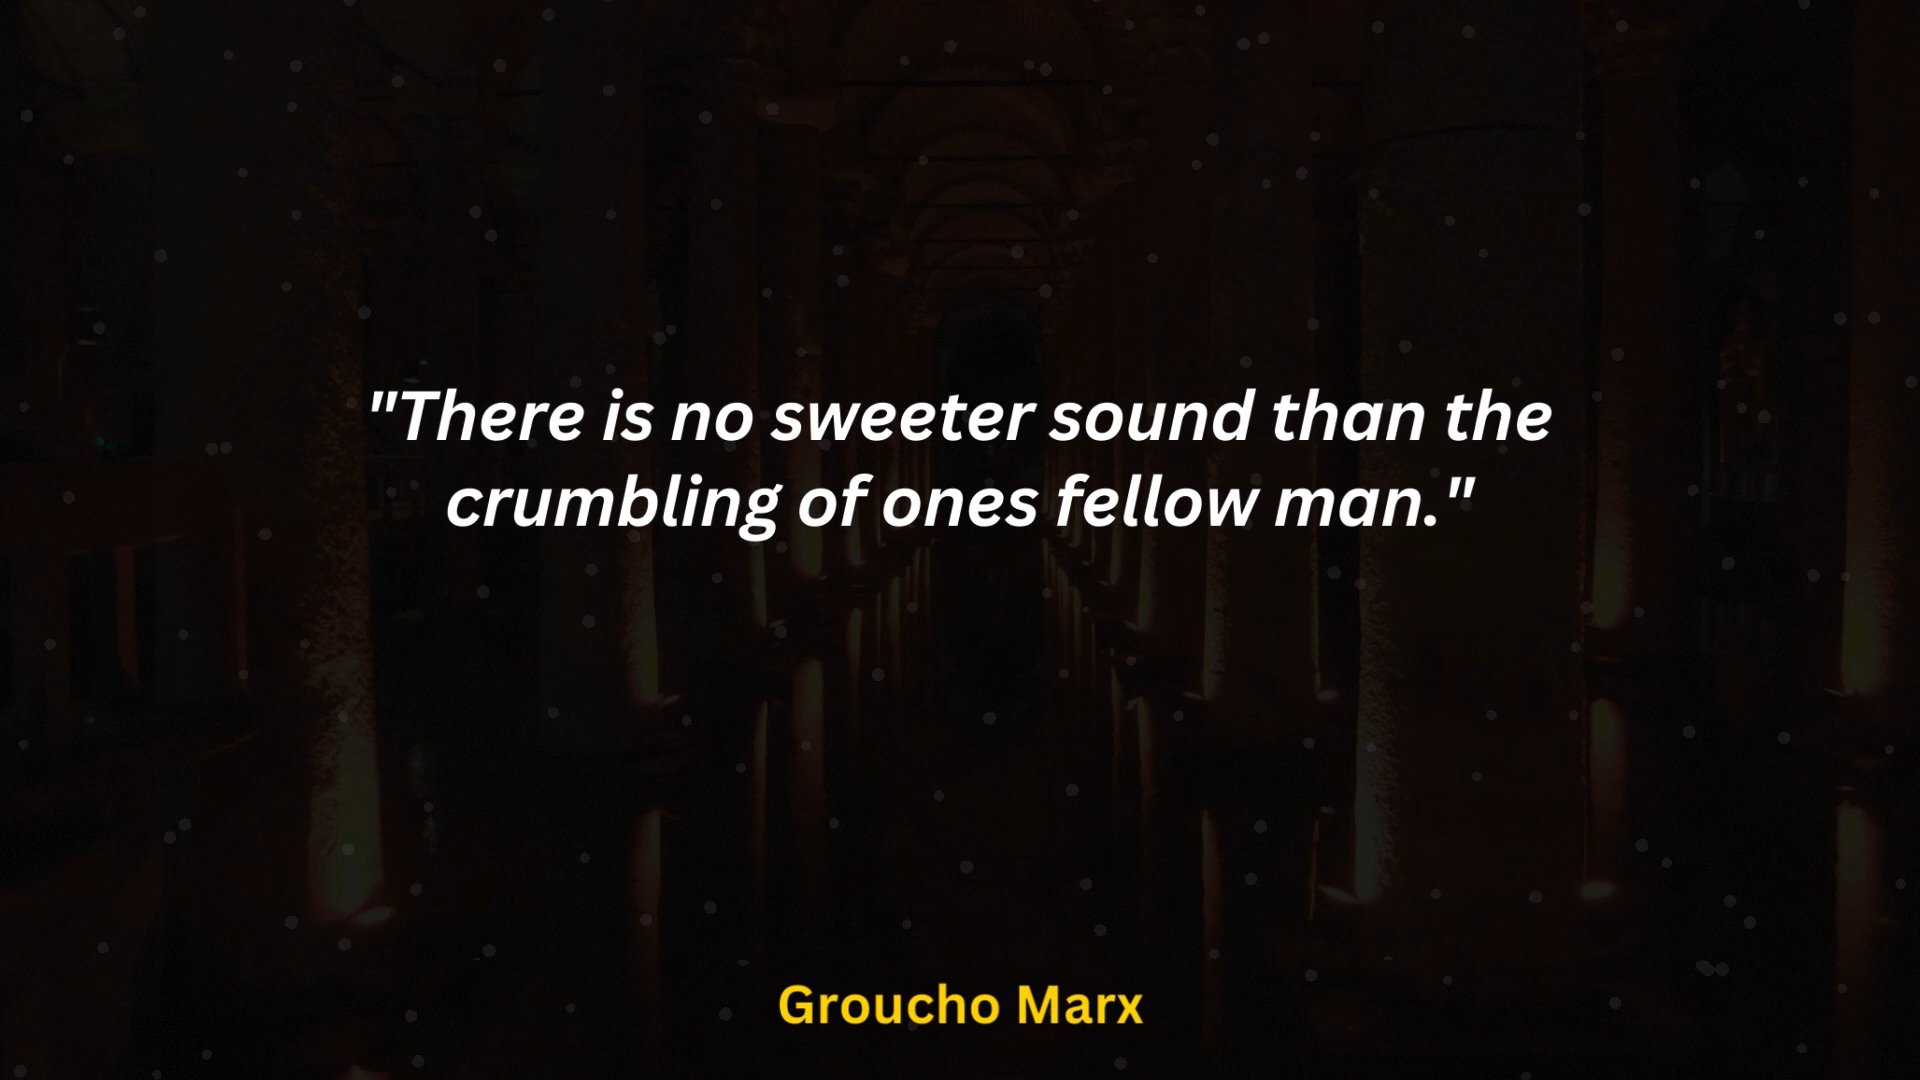 "There is no sweeter sound than the
crumbling of ones fellow man."
Groucho Marx